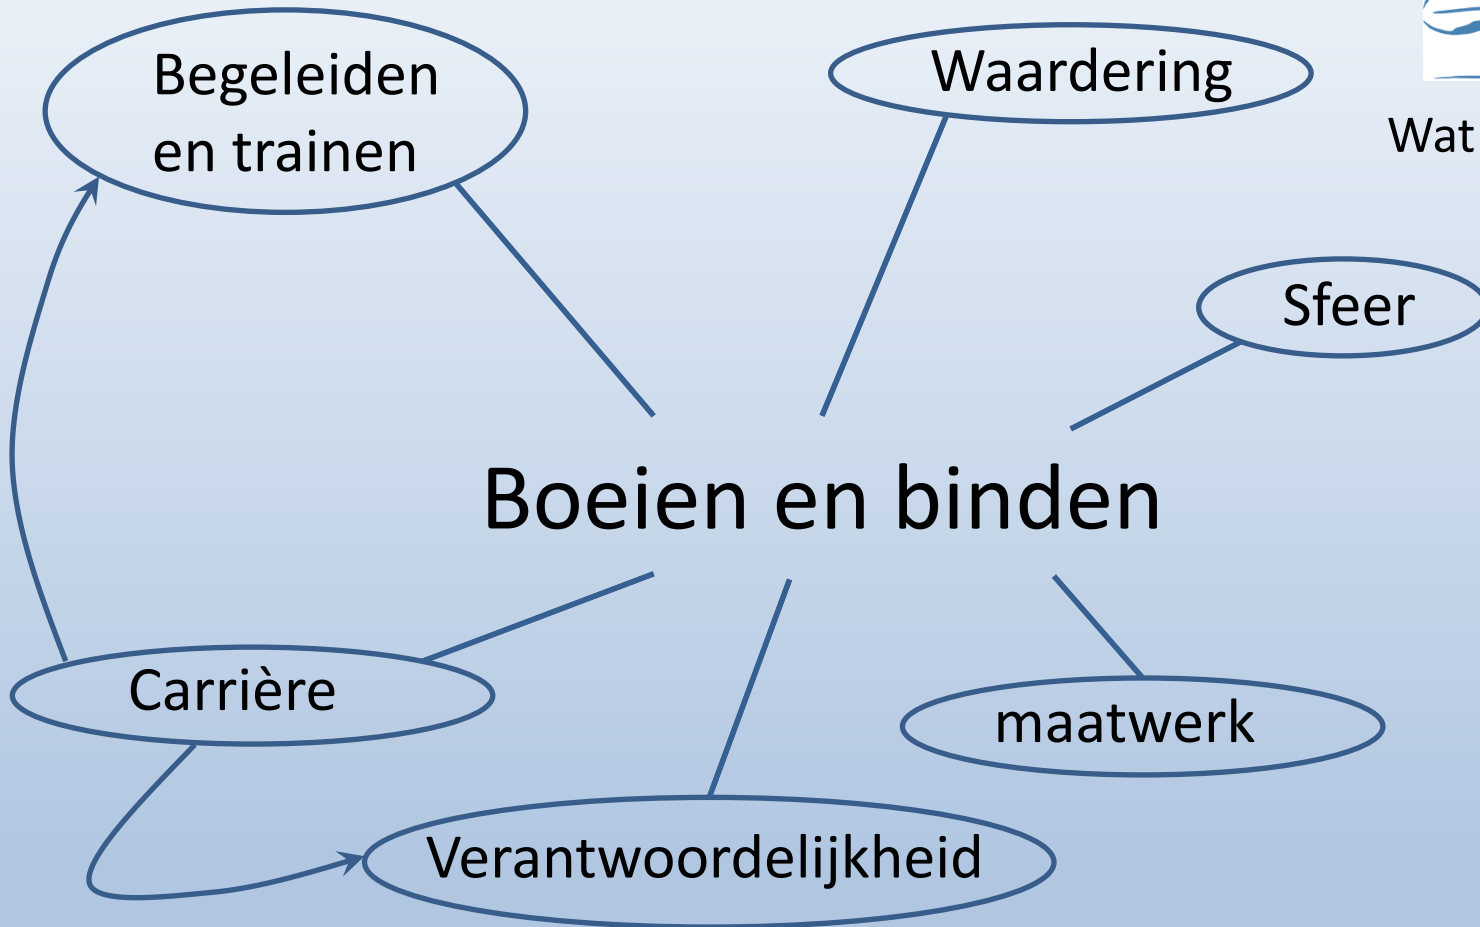 Begeleiden
en trainen
Waardering
Wat
Sfeer
Boeien en binden
Carrière
maatwerk
Verantwoordelijkheid